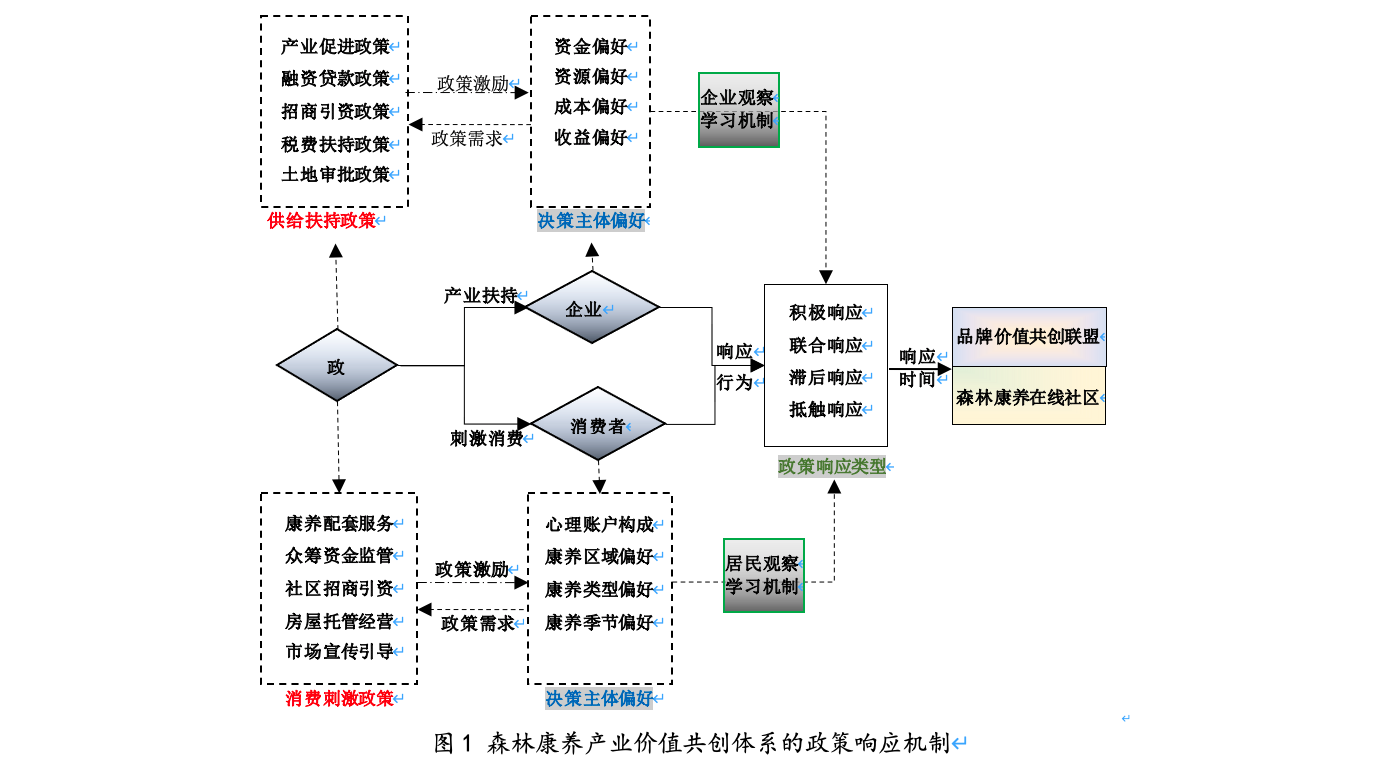 产业促进政策
融资贷款政策
招商引资政策
税费扶持政策
土地审批政策
供给扶持政策
政策激励
政策需求
资金偏好
资源偏好
成本偏好
收益偏好
决策主体偏好
企业观察
学习机制
政
产业扶持
刺激消费
企业
消费者
响应
行为
积极响应
联合响应
滞后响应
抵触响应
政策响应类型
响应
时间
品牌价值共创联盟
森林康养在线社区
康养配套服务
众筹资金监管
社区招商引资
房屋托管经营
市场宣传引导
消费刺激政策
政策激励
政策需求
心理账户构成
康养区域偏好
康养类型偏好
康养季节偏好
决策主体偏好
居民观察
学习机制
图1 森林康养产业价值共创体系的政策响应机制